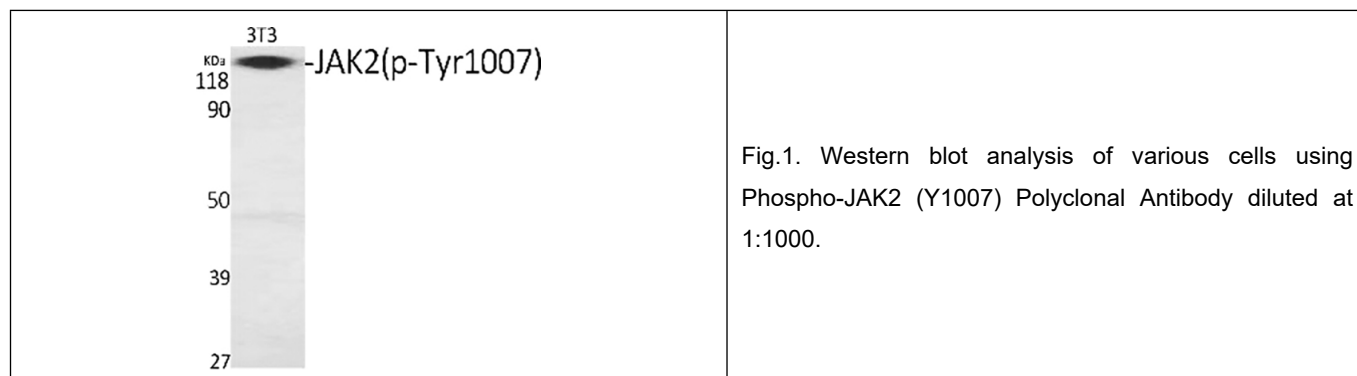 3T3
KDa
-JAK2(p-Tyr1007)
118
90
50
39
27
Fig.1. Western blot analysis of various cells using
Phospho-JAK2 (Y1007) Polyclonal Antibody diluted at
1:1000.